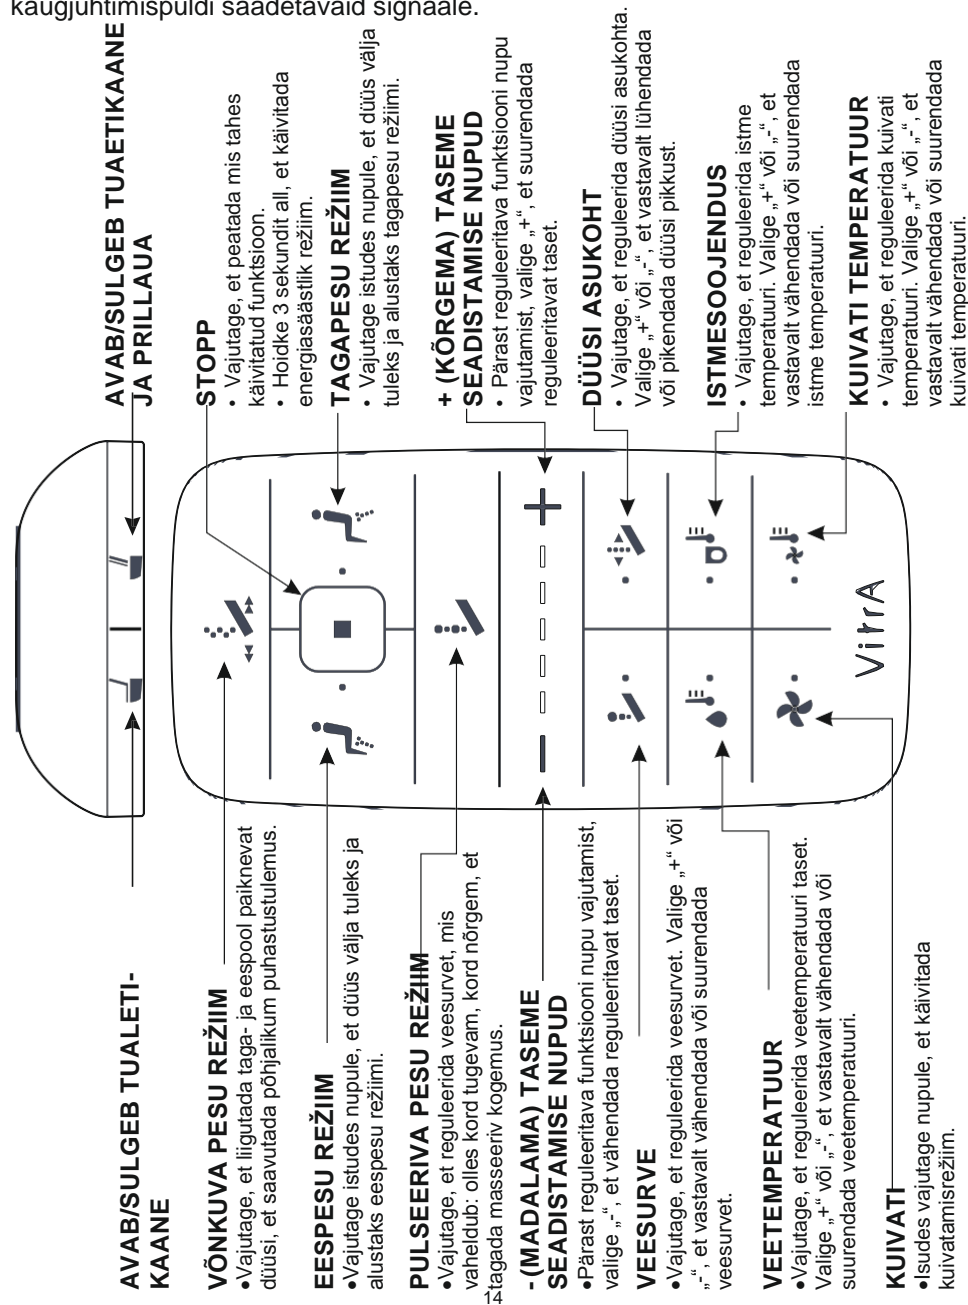 kaugjuhtimispuldi saadetavaid signaale.
AVAB/SULGEB TUALETI-
KAANE
VÕNKUVA PESU REŽIIM
•Vajutage, et liigutada taga- ja eespool paiknevat
düüsi, et saavutada põhjalikum puhastustulemus.
EESPESU REŽIIM
•Vajutage istudes nupule, et düüs välja tuleks ja
alustaks eespesu režiimi.
PULSEERIVA PESU REŽIIM
•Vajutage, et reguleerida veesurvet, mis
vaheldub: olles kord tugevam, kord nõrgem, et
tagada masseeriv kogemus.
-(MADALAMA) TASEME
SEADISTAMISE NUPUD
•Pärast reguleeritava funktsiooni nupu vajutamist,
valige „-“, et vähendada reguleeritavat taset.
VEESURVE
•Vajutage, et reguleerida veesurvet. Valige „+“ või
„-“, et vastavalt vähendada või suurendada
veesurvet.
VEETEMPERATUUR
•Vajutage, et reguleerida veetemperatuuri taset.
Valige „+“ või „-“, et vastavalt vähendada või
suurendada veetemperatuuri.
KUIVATI
•Isudes vajutage nupule, et käivitada
kuivatamisrežiim.
VitrA
AVAB/SULGEB TUAETIKAANE
JA PRILLAUA
STOPP
• Vajutage, et peatada mis tahes
käivitatud funktsioon.
• Hoidke 3 sekundit all, et käivitada
energiasäästlik režiim.
TAGAPESU REŽIIM
• Vajutage istudes nupule, et düüs välja
tuleks ja alustaks tagapesu režiimi.
+ (KÕRGEMA) TASEME
SEADISTAMISE NUPUD
• Pärast reguleeritava funktsiooni nupu
vajutamist, valige „+“, et suurendada
reguleeritavat taset.
DÜÜSI ASUKOHT
• Vajutage, et reguleerida düüsi asukohta.
Valige „+“ või „-“, et vastavalt lühendada
või pikendada düüsi pikkust.
ISTMESOOJENDUS
• Vajutage, et reguleerida istme
temperatuuri. Valige „+“ või „-“, et
vastavalt vähendada või suurendada
istme temperatuuri.
KUIVATI TEMPERATUUR
• Vajutage, et reguleerida kuivati
temperatuuri. Valige „+“ või „-“, et
vastavalt vähendada või suurendada
kuivati temperatuuri.
14